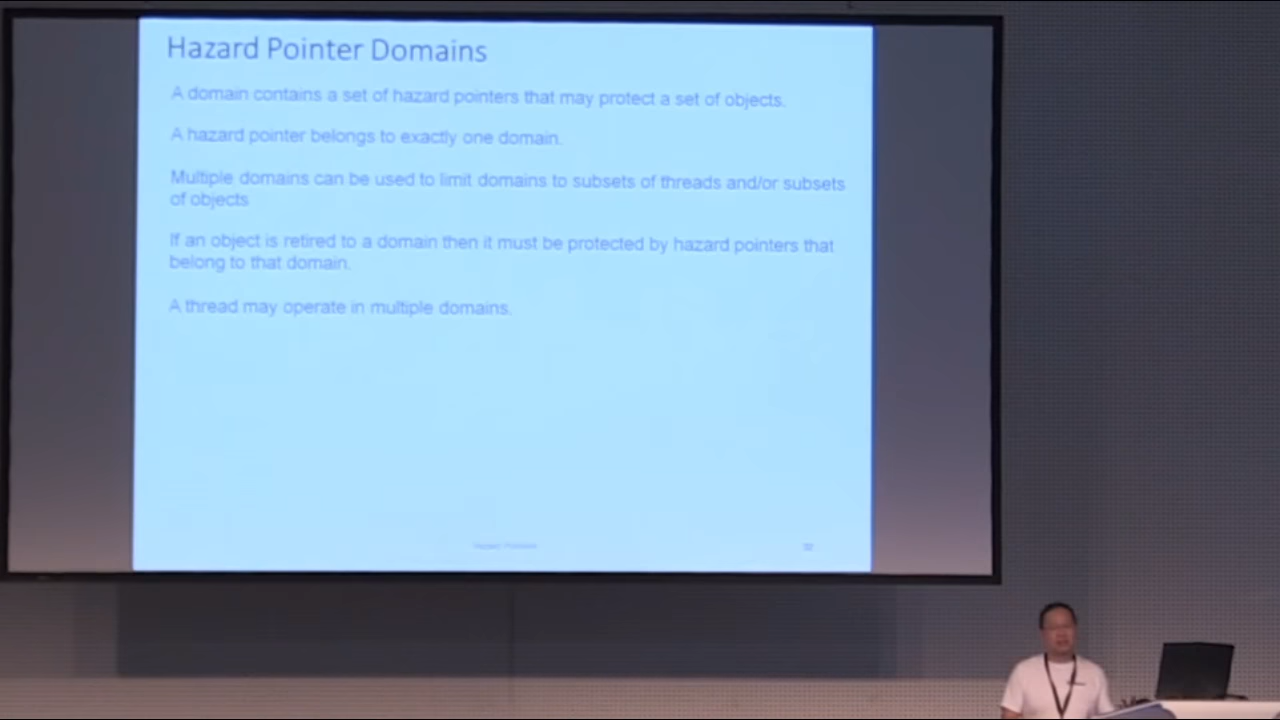 Hazard Pointer Domains
A domain contains a set of hazard pointers that may protect a set of objects.
A hazard pointer belongs to exactly one domain.
Multiple domains can be used to limit domains to subsets of threads and/or subsets
of objects
If an object is retired to a domain then it must be protected by hazard pointers that
belong to that domain.
A thread may operate in multiple domains.